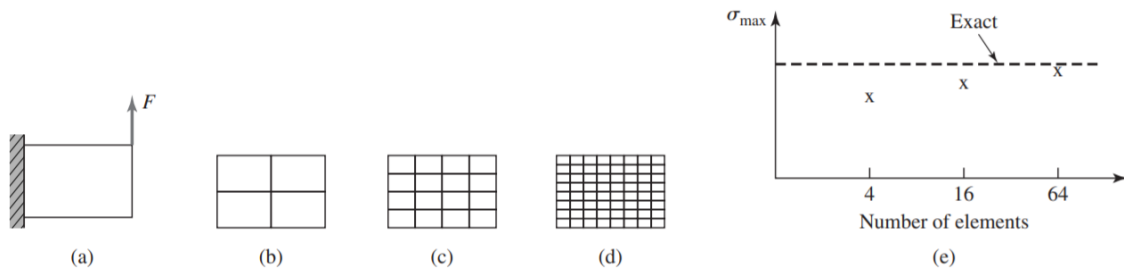 F
(a)
(b)
(c)
(d)
σmax
Exact
x
x
x
4 16 64
Number of elements
(e)